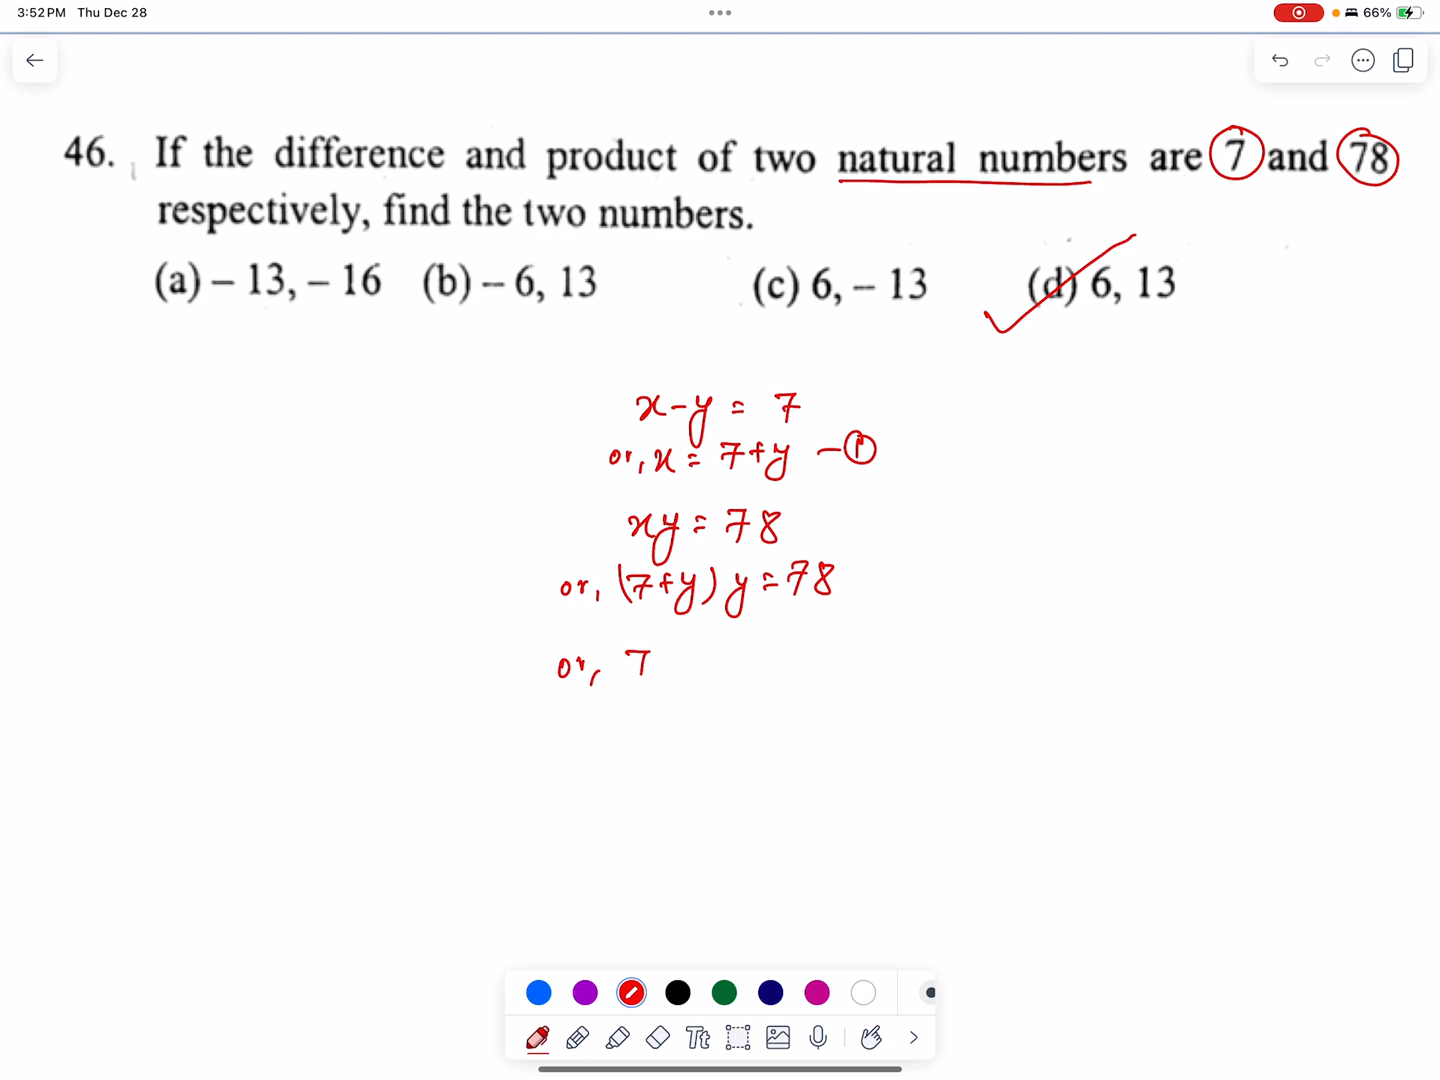 3:52 PM Thu Dec 28
66%
46. If the difference and product of two natural numbers are 7 and 78
respectively, find the two numbers.
(a) – 13, – 16 (b) – 6, 13 (c) 6, – 13 (d) 6, 13
x-y = 7
or, x = 7+y - ①
xy = 78
or, (7+y) y = 78
or, 7
Tt